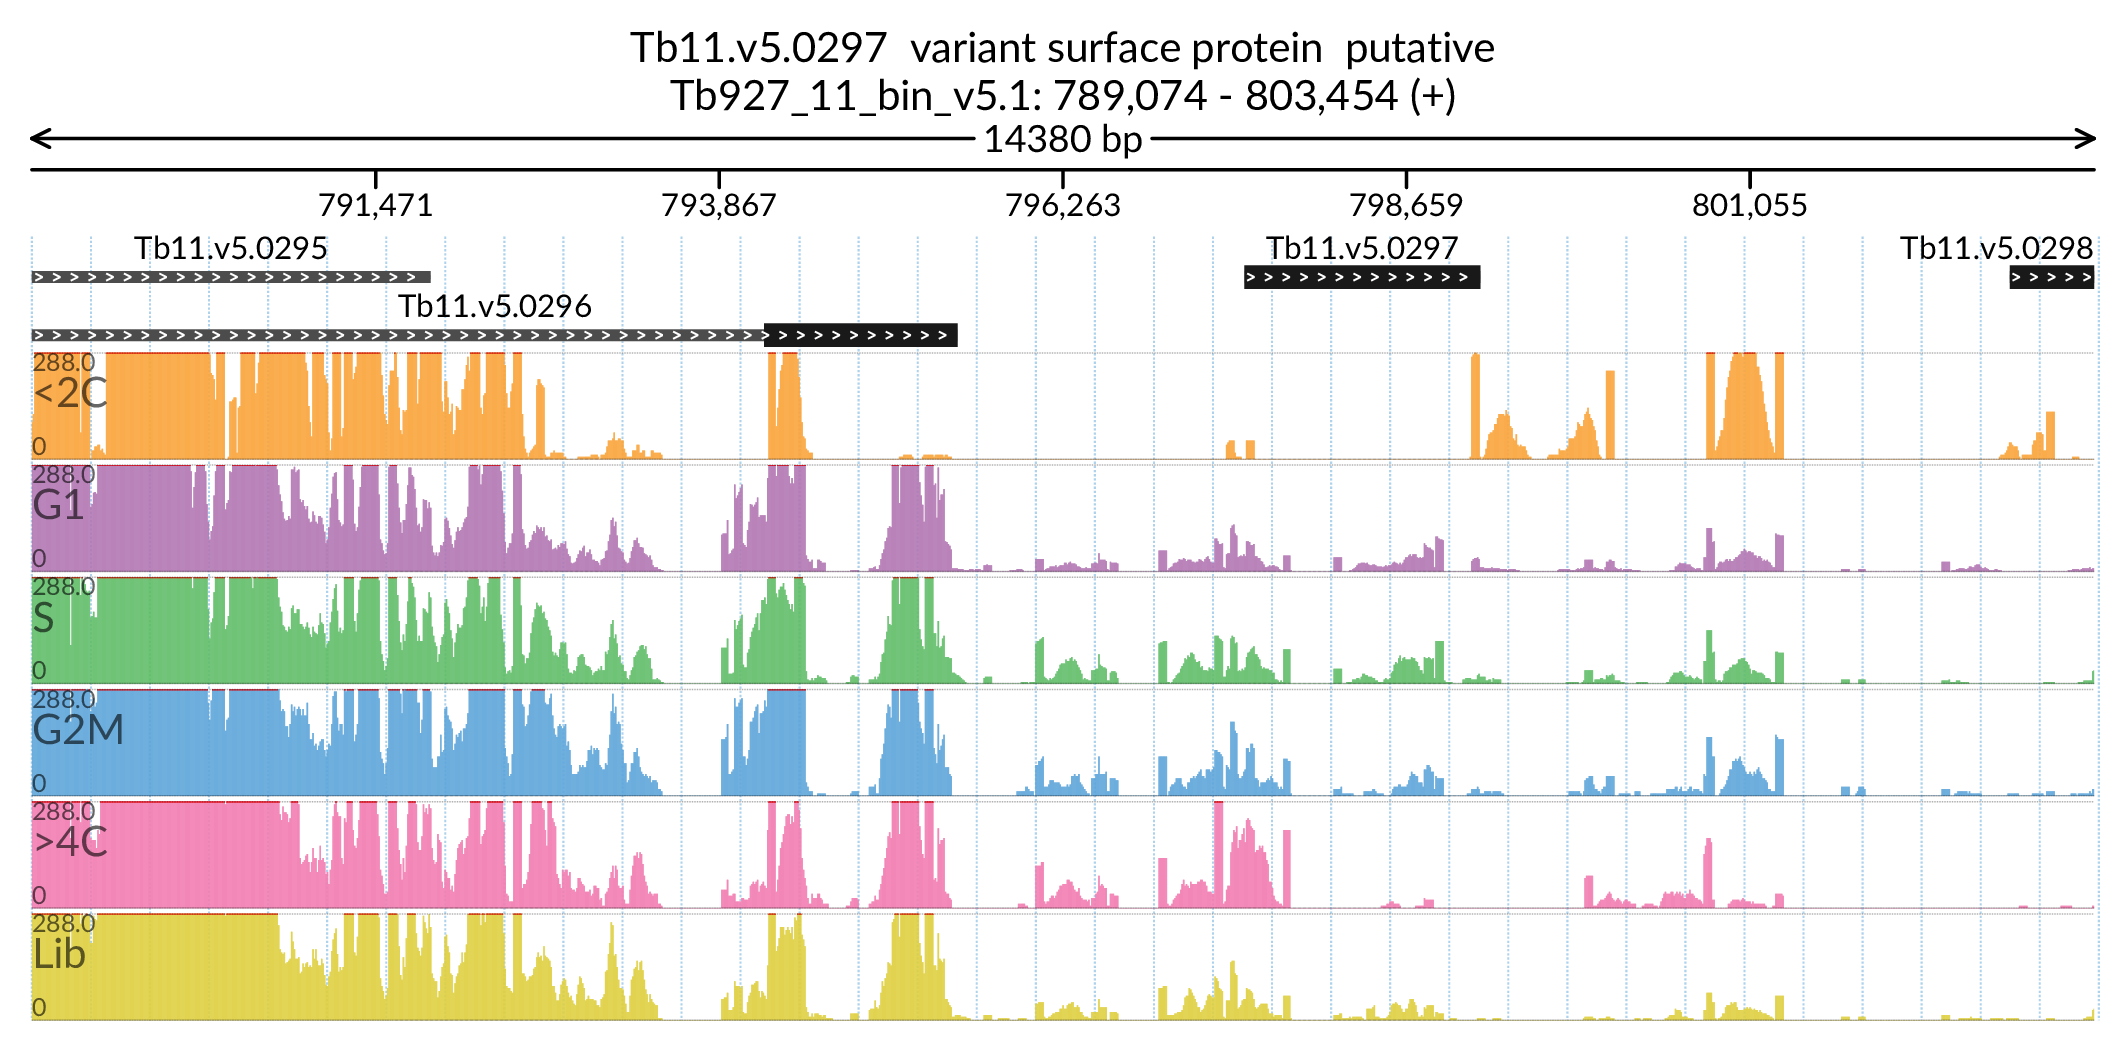 Tb11.v5.0297  variant surface protein  putative
Tb927_11_bin_v5.1: 789,074 - 803,454 (+)
14380 bp
791,471 793,867 796,263 798,659 801,055
Tb11.v5.0295 Tb11.v5.0297 Tb11.v5.0298
Tb11.v5.0296
288.0
<2C
0
288.0
G1
0
288.0
S
0
288.0
G2M
0
288.0
>4C
0
288.0
Lib
0